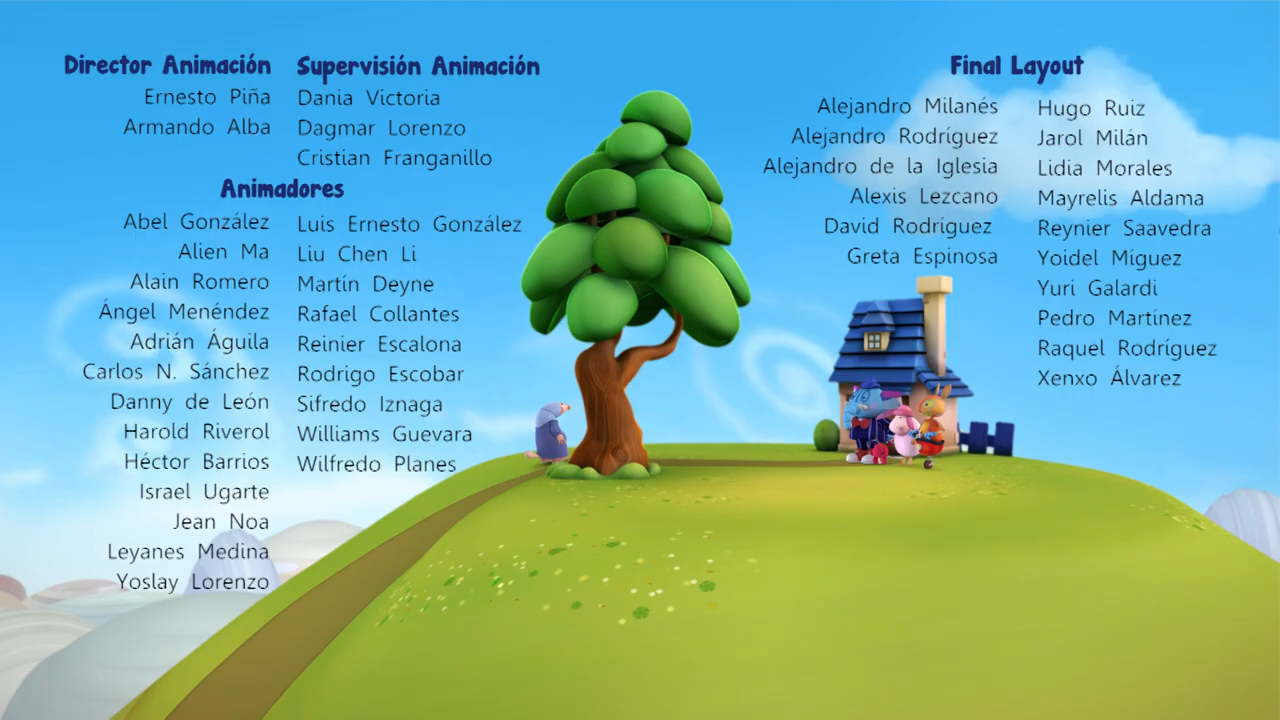 Director Animación
Ernesto Piña
Armando Alba
Supervisión Animación
Dania Victoria
Dagmar Lorenzo
Cristian Franganillo
Animadores
Abel González
Alien Ma
Alain Romero
Ángel Menéndez
Adrián Águila
Carlos N. Sánchez
Danny de León
Harold Riverol
Héctor Barrios
Israel Ugarte
Jean Noa
Leyanes Medina
Yoslay Lorenzo
Luis Ernesto González
Liu Chen Li
Martín Deyne
Rafael Collantes
Reinier Escalona
Rodrigo Escobar
Sifredo Iznaga
Williams Guevara
Wilfredo Planes
Final Layout
Alejandro Milanés
Alejandro Rodríguez
Alejandro de la Iglesia
Alexis Lezcano
David Rodríguez
Greta Espinosa
Hugo Ruiz
Jarol Milán
Lidia Morales
Mayrelis Aldama
Reynier Saavedra
Yoidel Míguez
Yuri Galardi
Pedro Martínez
Raquel Rodríguez
Xenxo Álvarez